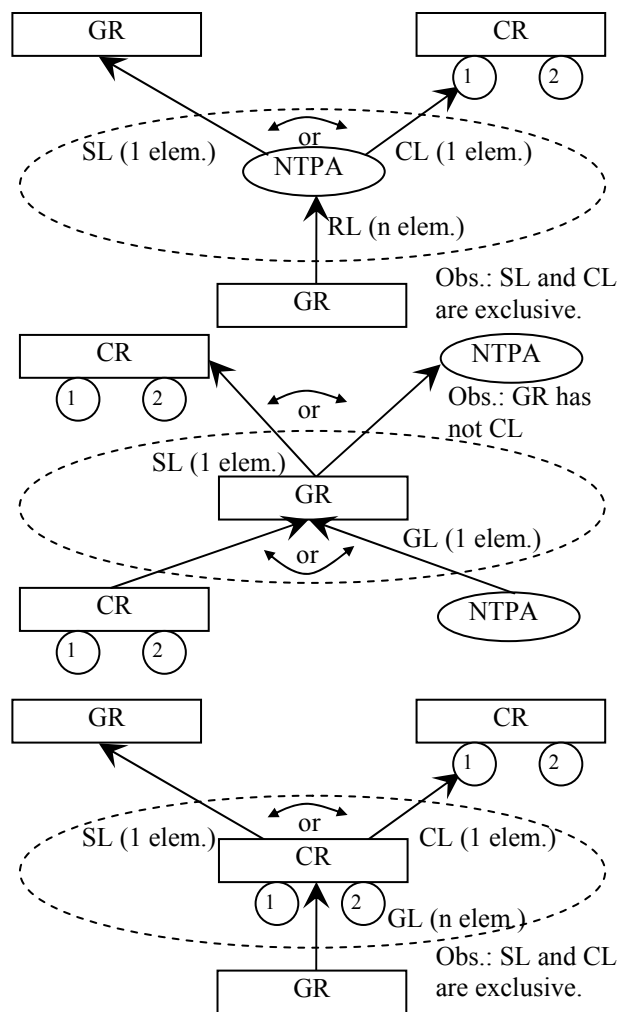 GR
CR
1
2
or
SL (1 elem.)
CL (1 elem.)
NTPA
RL (n elem.)
GR
Obs.: SL and CL
are exclusive.
CR
1
2
NTPA
or
Obs.: GR has
not CL
SL (1 elem.)
GR
GL (1 elem.)
or
CR
1
2
NTPA
GR
CR
1
2
or
SL (1 elem.)
CL (1 elem.)
CR
1
2
GL (n elem.)
GR
Obs.: SL and CL
are exclusive.